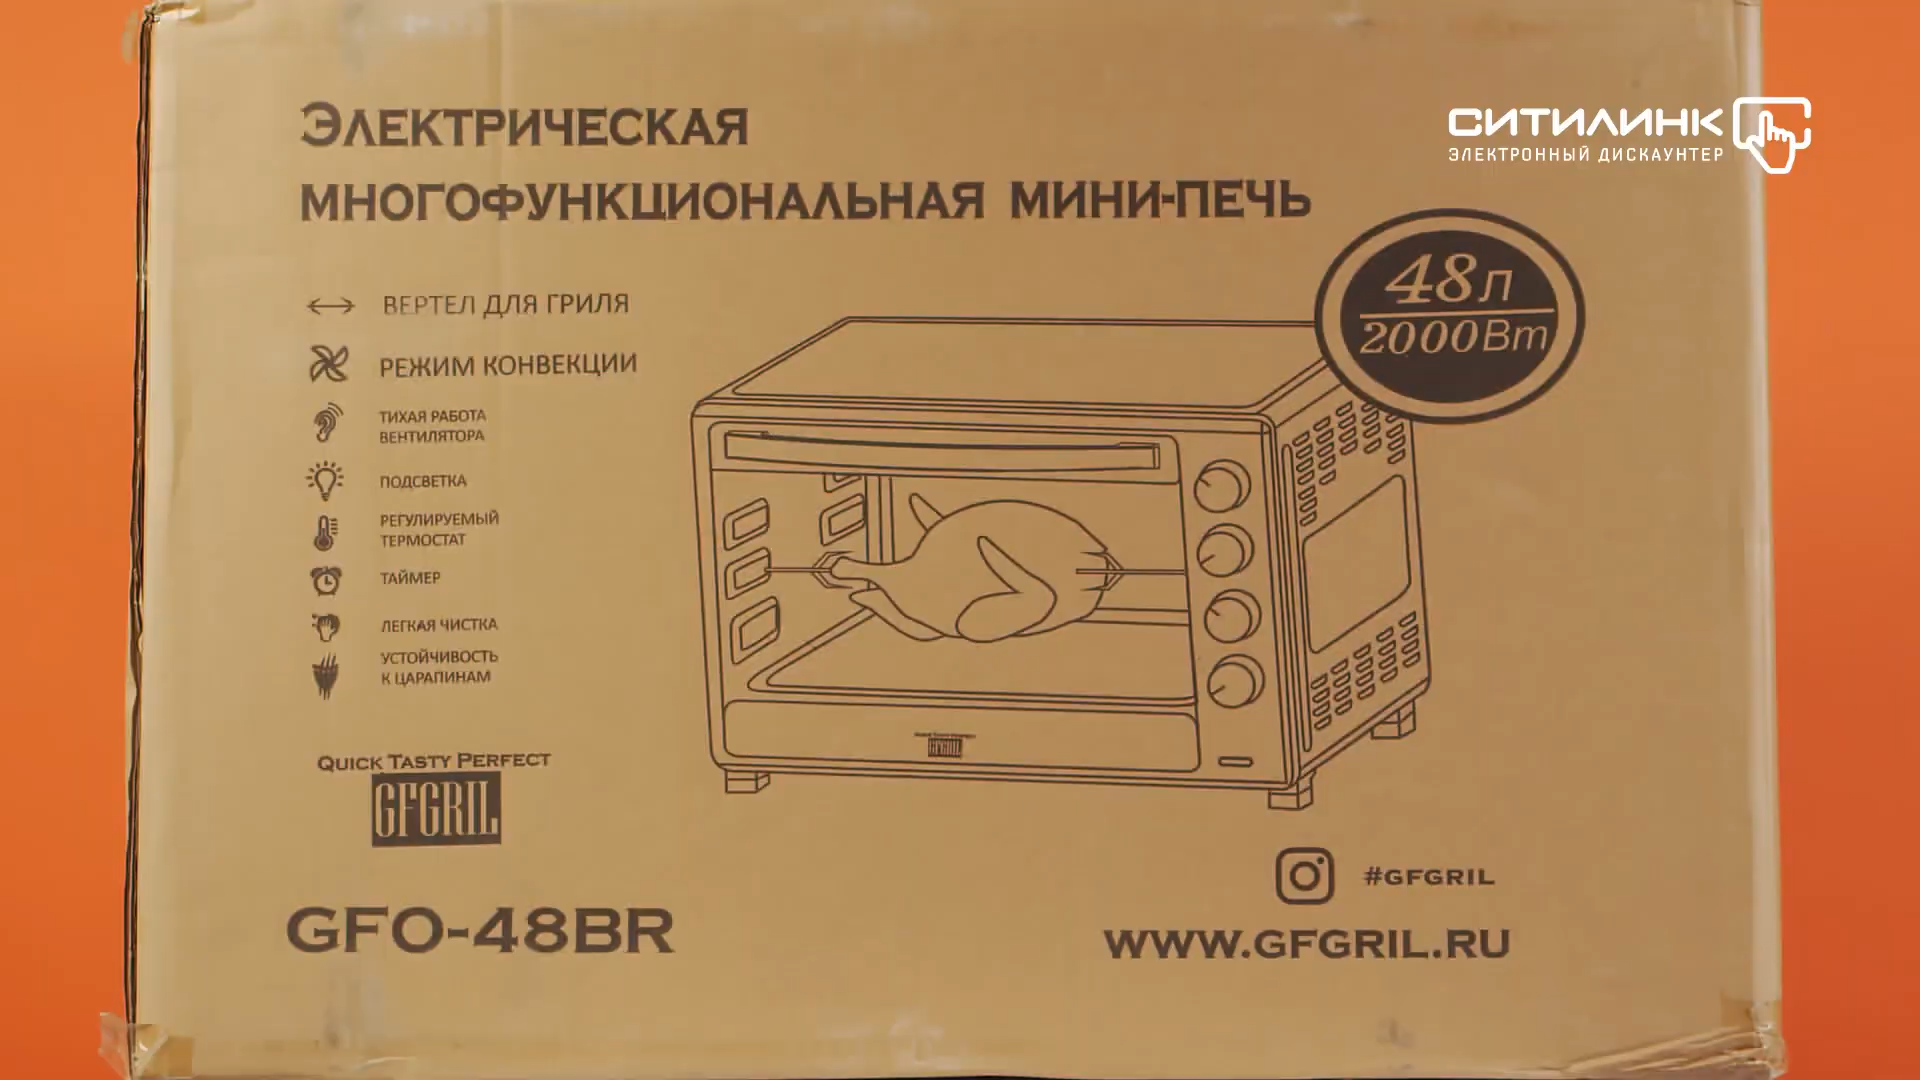 ЭЛЕКТРИЧЕСКАЯ
МНОГОФУНКЦИОНАЛЬНАЯ МИНИ-ПЕЧЬ
СИТИЛИНК
ЭЛЕКТРОННЫЙ ДИСКАУНТЕР
48л
2000Вт
ВЕРТЕЛ ДЛЯ ГРИЛЯ
РЕЖИМ КОНВЕКЦИИ
ТИХАЯ РАБОТА
ВЕНТИЛЯТОРА
ПОДСВЕТКА
РЕГУЛИРУЕМЫЙ
ТЕРМОСТАТ
ТАЙМЕР
ЛЕГКАЯ ЧИСТКА
УСТОЙЧИВОСТЬ
К ЦАРАПИНАМ
GFGRIL
QUICK TASTY PERFECT
GFGRIL
GFO-48BR
#GFGRIL
WWW.GFGRIL.RU